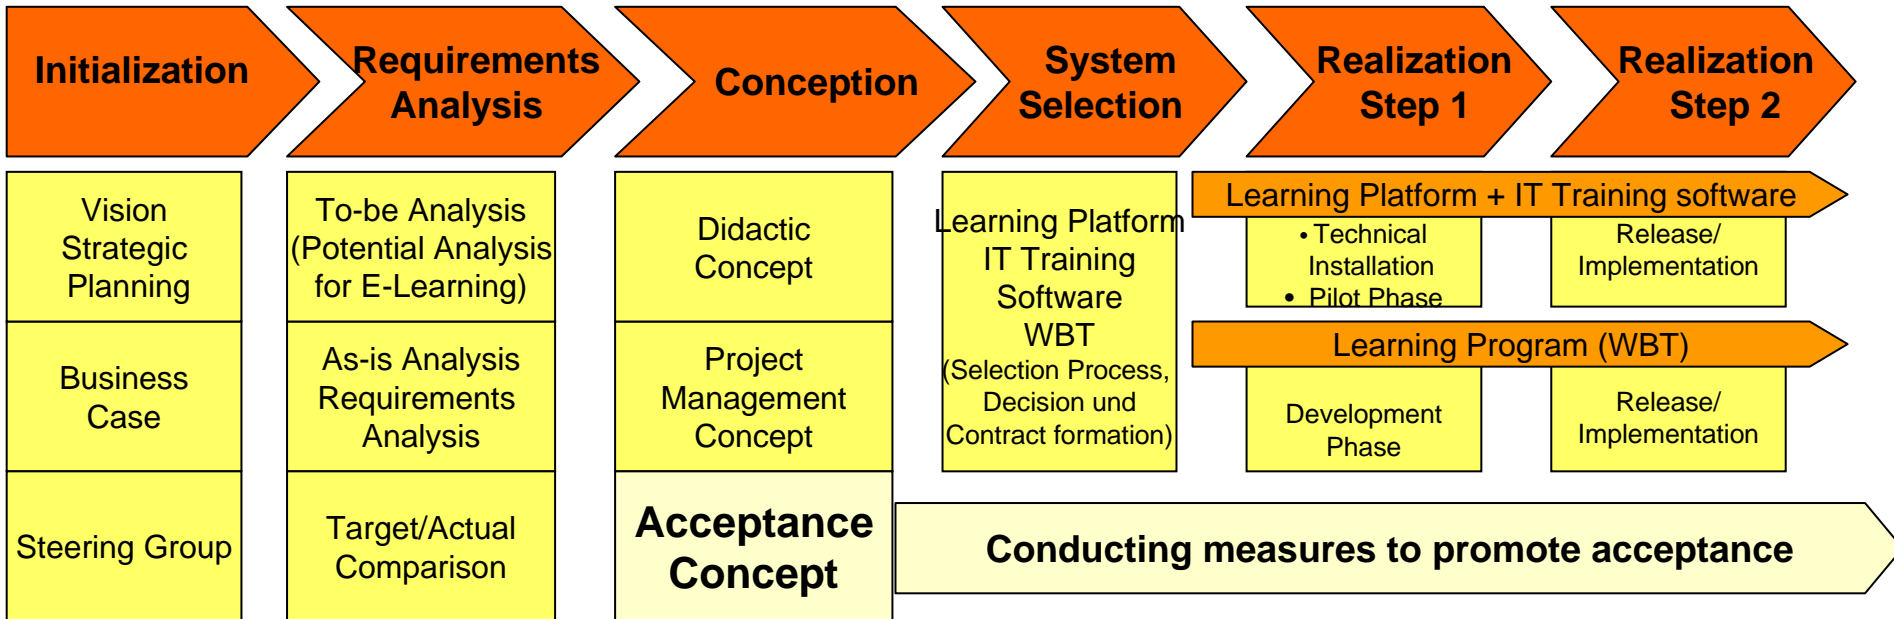 Initialization
Requirements
Analysis
Conception
System
Selection
Realization
Step 1
Realization
Step 2
Vision
Strategic
Planning
Business
Case
Steering Group
To-be Analysis
(Potential Analysis
for E-Learning)
As-is Analysis
Requirements
Analysis
Target/Actual
Comparison
Didactic
Concept
Project
Management
Concept
Acceptance
Concept
Learning Platform
IT Training
Software
WBT
(Selection Process,
Decision und
Contract formation)
Learning Platform + IT Training software
• Technical
Installation
• Pilot Phase
Release/
Implementation
Learning Program (WBT)
Development
Phase
Release/
Implementation
Conducting measures to promote acceptance